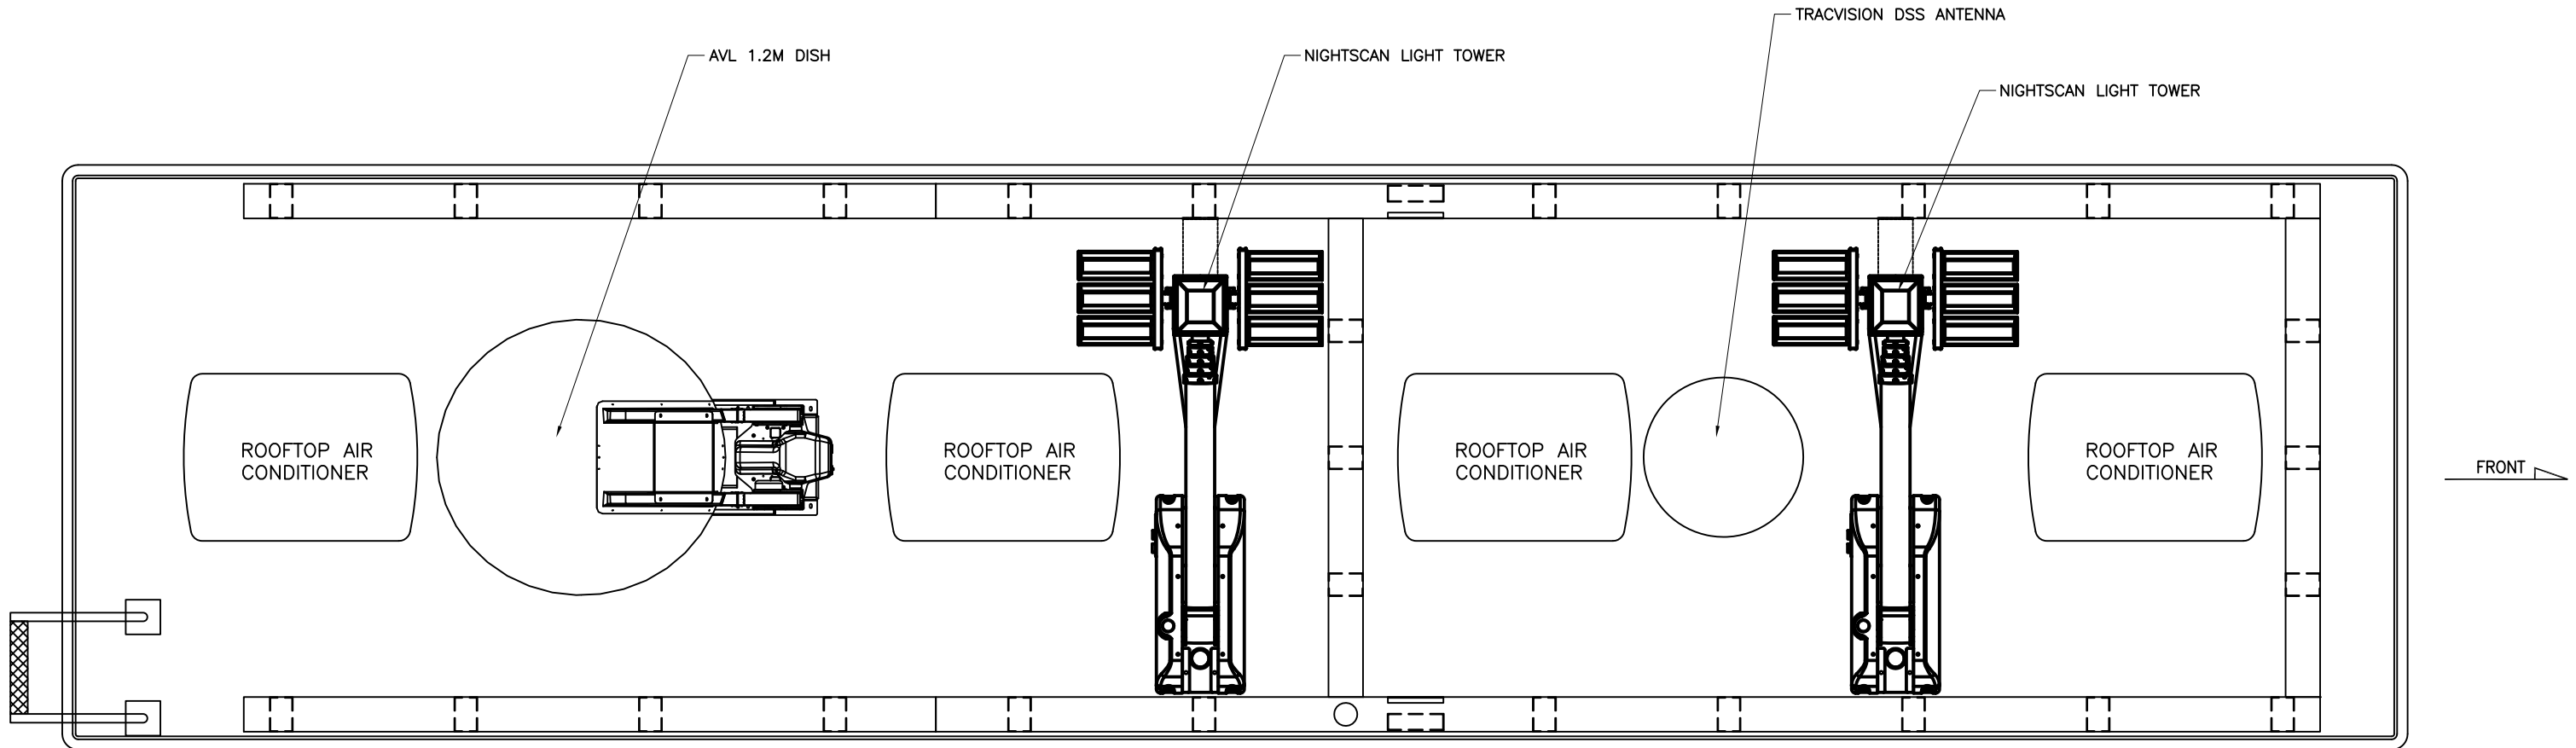 TRACVISION DSS ANTENNA
AVL 1.2M DISH
NIGHTSCAN LIGHT TOWER
NIGHTSCAN LIGHT TOWER
ROOFTOP AIR
CONDITIONER
ROOFTOP AIR
CONDITIONER
ROOFTOP AIR
CONDITIONER
ROOFTOP AIR
CONDITIONER
FRONT